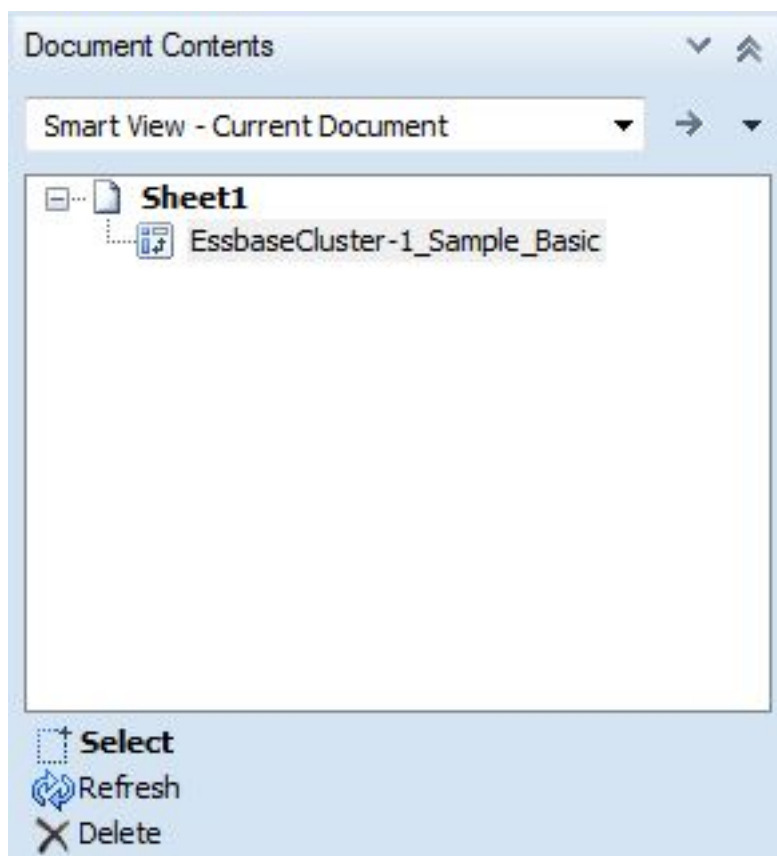 Document Contents
Smart View - Current Document
Sheet1
EssbaseCluster-1_Sample_Basic
Select
Refresh
Delete